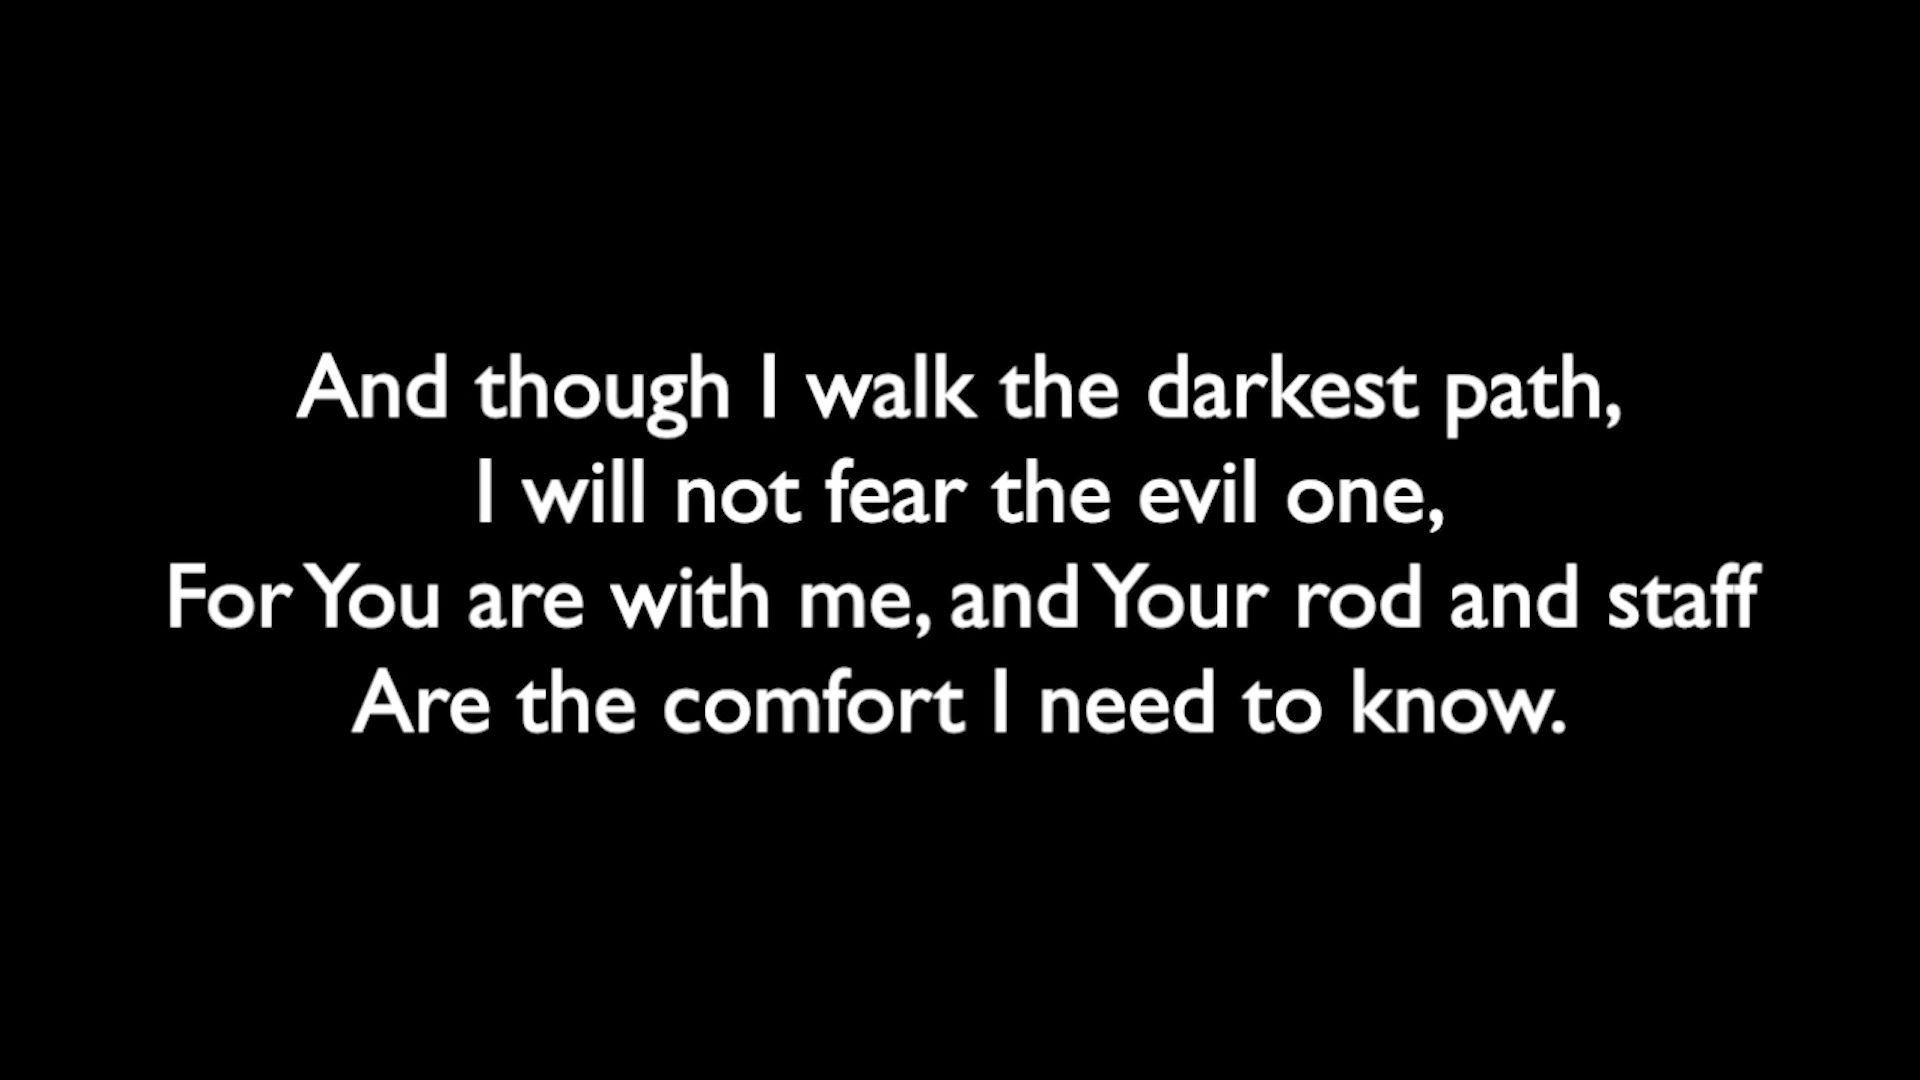 And though I walk the darkest path,
I will not fear the evil one,
For You are with me, and Your rod and staff
Are the comfort I need to know.